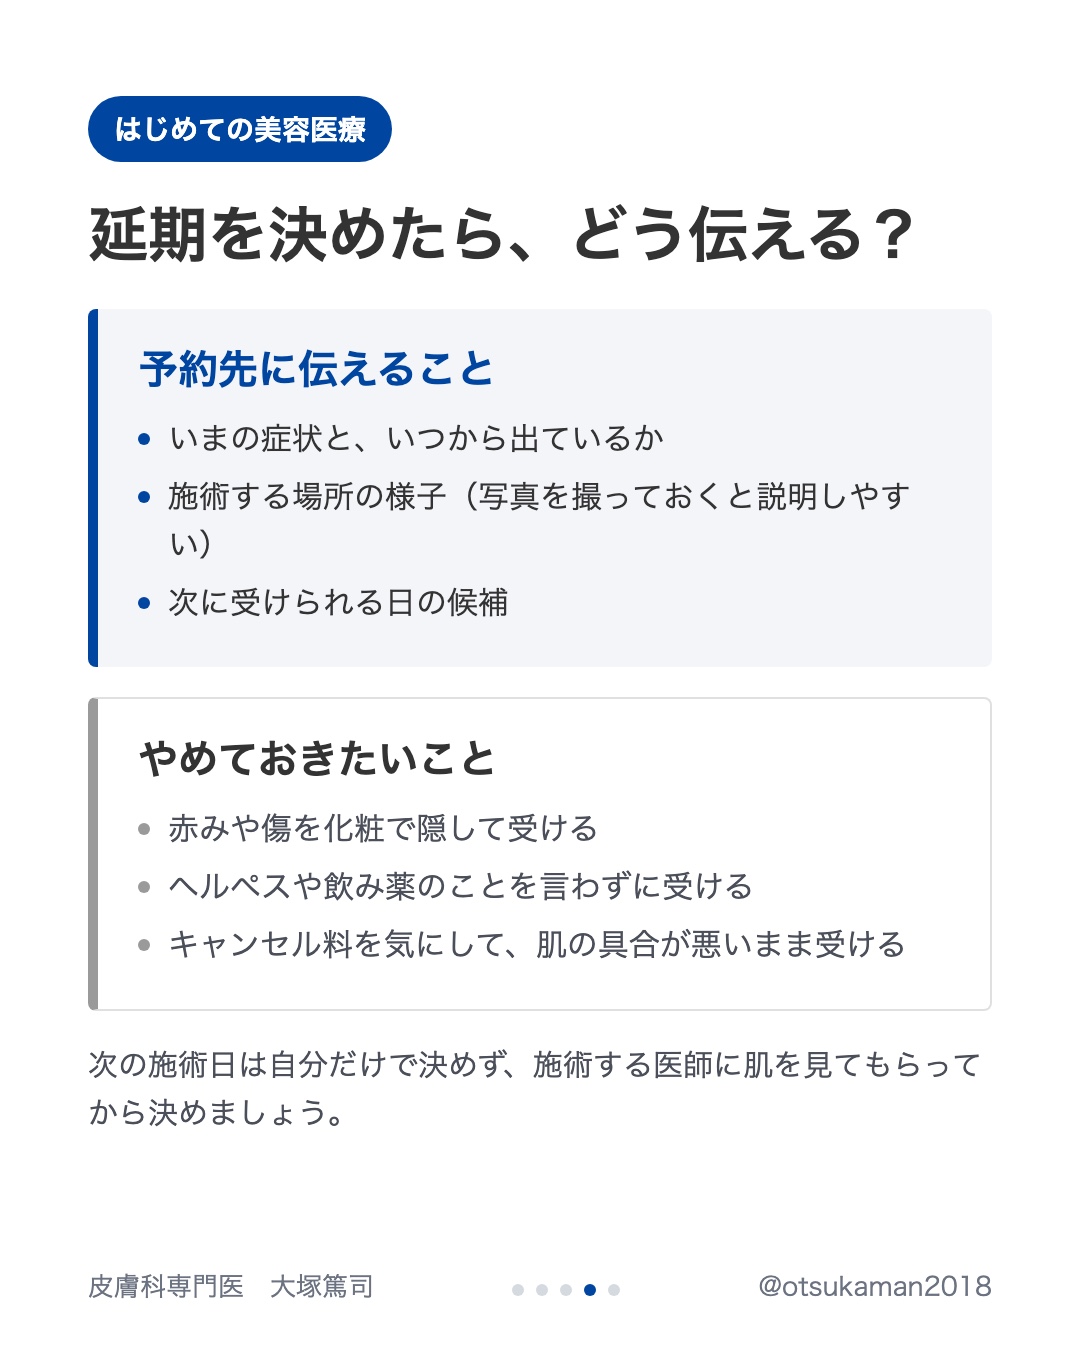 はじめての美容医療
延期を決めたら、どう伝える？
予約先に伝えること
いまの症状と、いつから出ているか
施術する場所の様子（写真を撮っておくと説明しやす
い）
次に受けられる日の候補
やめておきたいこと
赤みや傷を化粧で隠して受ける
ヘルペスや飲み薬のことを言わずに受ける
キャンセル料を気にして、肌の具合が悪いまま受ける
次の施術日は自分だけで決めず、施術する医師に肌を見てもらって
から決めましょう。
皮膚科専門医　大塚篤司
@otsukaman2018